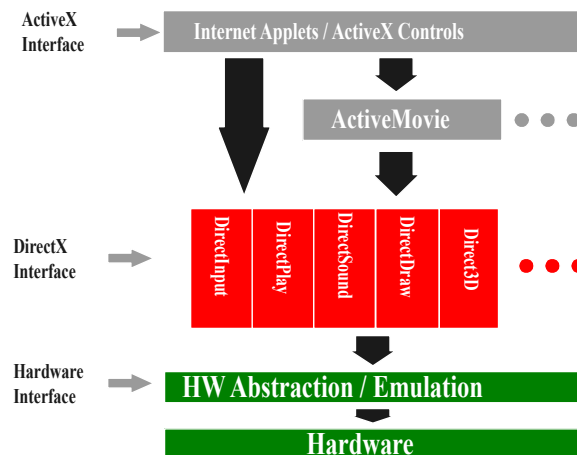 ActiveX
Interface
Internet Applets / ActiveX Controls
ActiveMovie
DirectX
Interface
DirectInput
DirectPlay
DirectSound
DirectDraw
Direct3D
Hardware
Interface
HW Abstraction / Emulation
Hardware